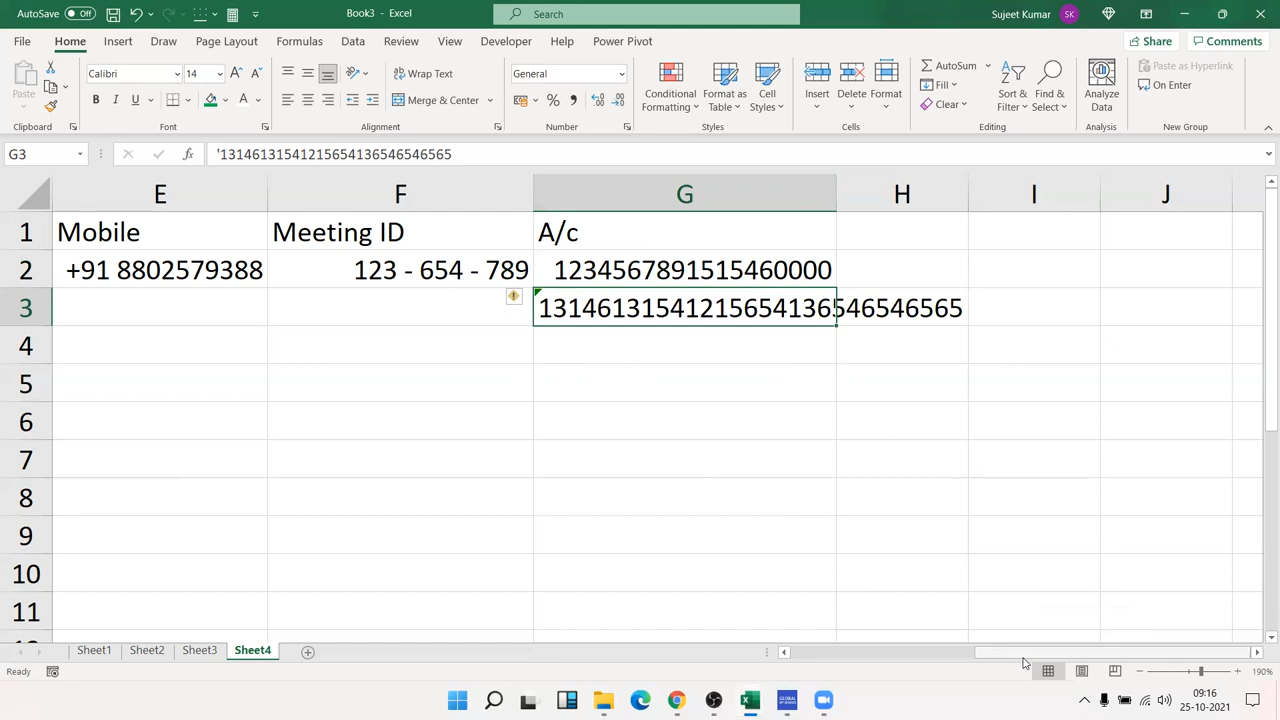 AutoSave Off Book3 - Excel Search Sujeet Kumar SK
File Home Insert Draw Page Layout Formulas Data Review View Developer Help Power Pivot Share Comments
Paste Calibri 14 A A Wrap Text General Conditional Formatting Format as Table Cell Styles Insert Delete Format AutoSum Fill Clear Sort & Filter Find & Select Analyze Data Paste as Hyperlink On Enter
B I U A Merge & Center % ,
Clipboard Font Alignment Number Styles Cells Editing Analysis New Group
G3 fx '13146131541215654136546546565
E F G H I J
1 Mobile Meeting ID A/c
2 +91 8802579388 123 - 654 - 789 1234567891515460000
3 13146131541215654136546546565
4
5
6
7
8
9
10
11
Sheet1 Sheet2 Sheet3 Sheet4
Ready 190%
09:16